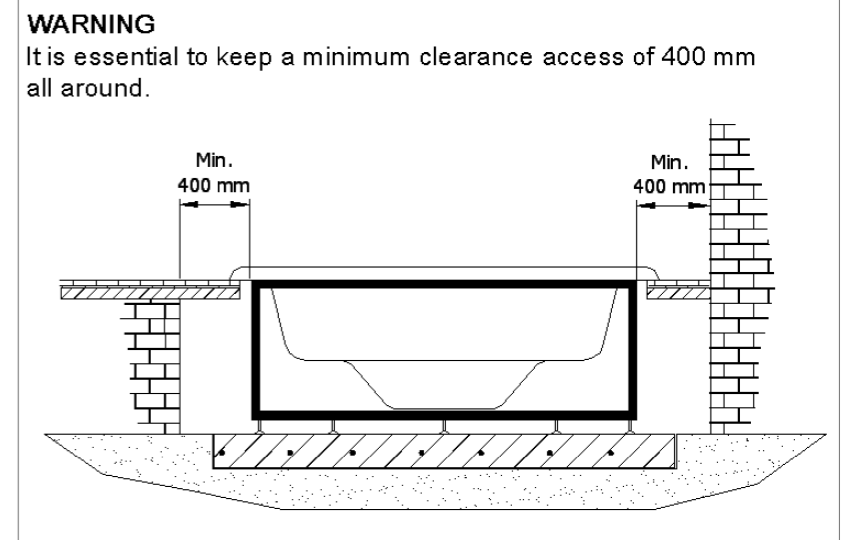 WARNING
It is essential to keep a minimum clearance access of 400 mm
all around.
Min.
400 mm
Min.
400 mm